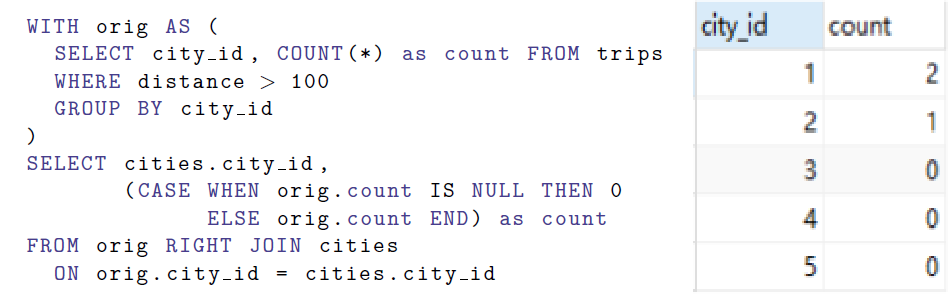 WITH orig AS (
SELECT city_id, COUNT(*) as count FROM trips
WHERE distance > 100
GROUP BY city_id
)
SELECT cities.city_id,
(CASE WHEN orig.count IS NULL THEN 0
ELSE orig.count END) as count
FROM orig RIGHT JOIN cities
ON orig.city_id = cities.city_id
city_id count
1 2
2 1
3 0
4 0
5 0